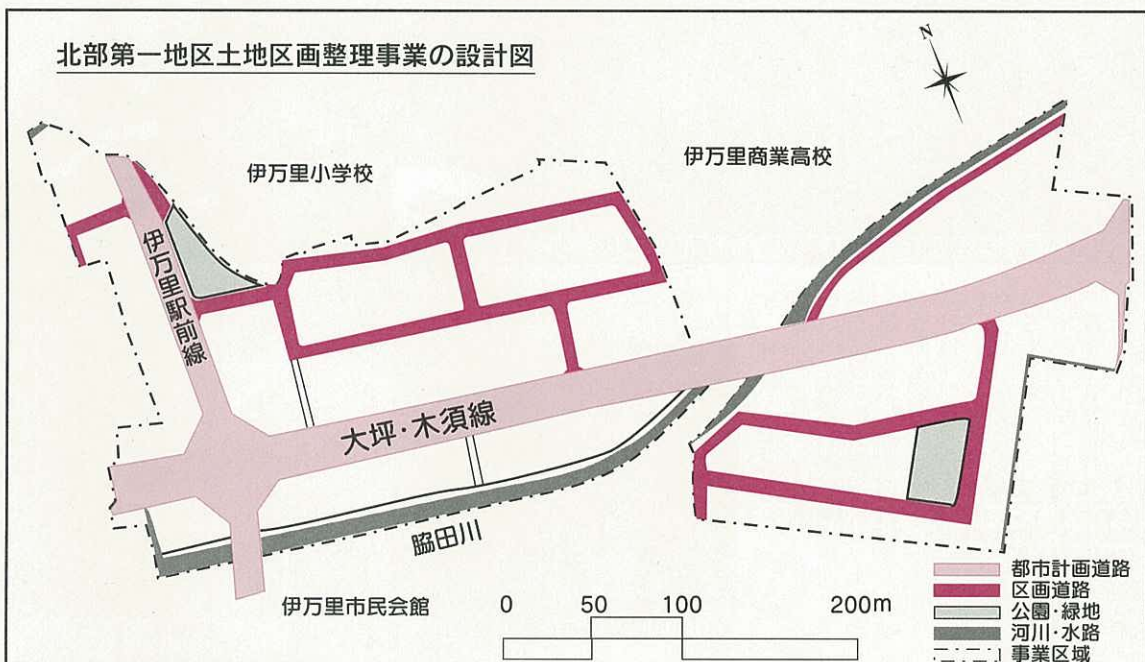 北部第一地区土地区画整理事業の設計図
N
伊万里小学校
伊万里商業高校
伊万里駅前線
大坪・木須線
脇田川
伊万里市民会館
0 50 100 200m
都市計画道路
区画道路
公園・緑地
河川・水路
事業区域